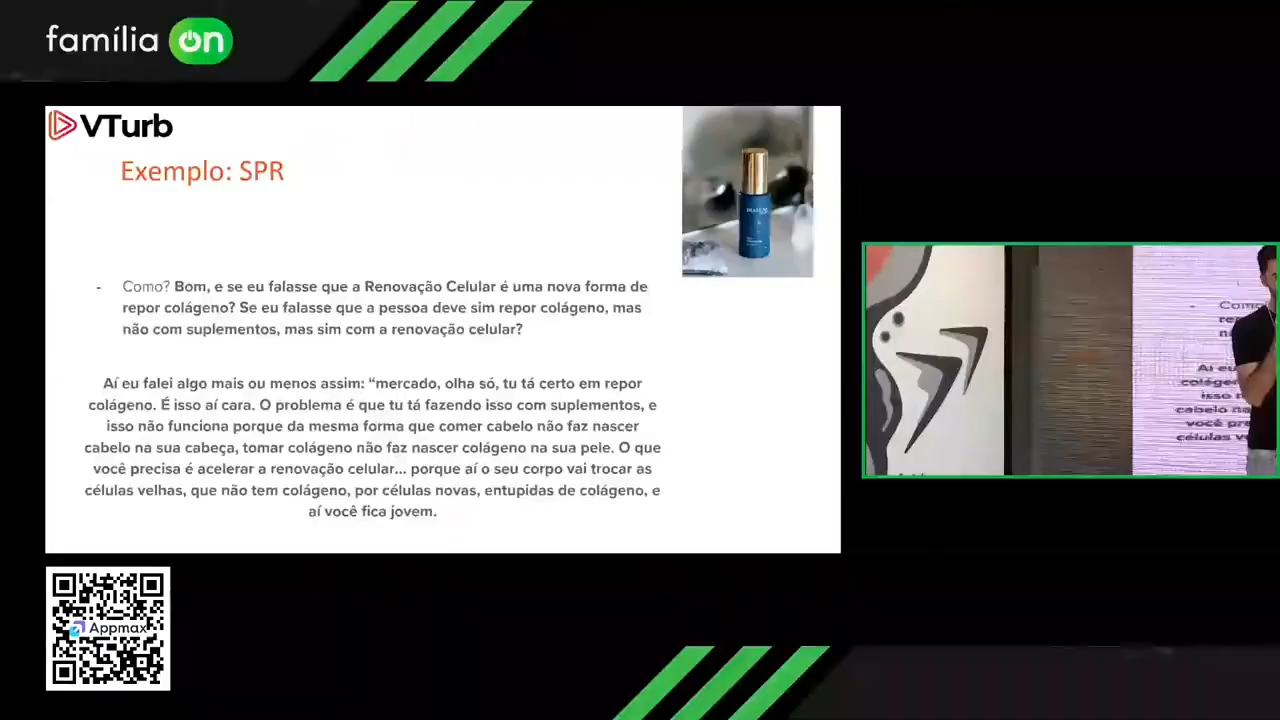 família on
VTurb
Exemplo: SPR
- Como? Bom, e se eu falasse que a Renovação Celular é uma nova forma de
repor colágeno? Se eu falasse que a pessoa deve sim repor colágeno, mas
não com suplementos, mas sim com a renovação celular?
Aí eu falei algo mais ou menos assim: “mercado, olha só, tu tá certo em repor
colágeno. É isso aí cara. O problema é que tu tá fazendo isso com suplementos, e
isso não funciona porque da mesma forma que comer cabelo não faz nascer
cabelo na sua cabeça, tomar colágeno não faz nascer colágeno na sua pele. O que
você precisa é acelerar a renovação celular... porque aí o seu corpo vai trocar as
células velhas, que não tem colágeno, por células novas, entupidas de colágeno, e
aí você fica jovem.
Appmax